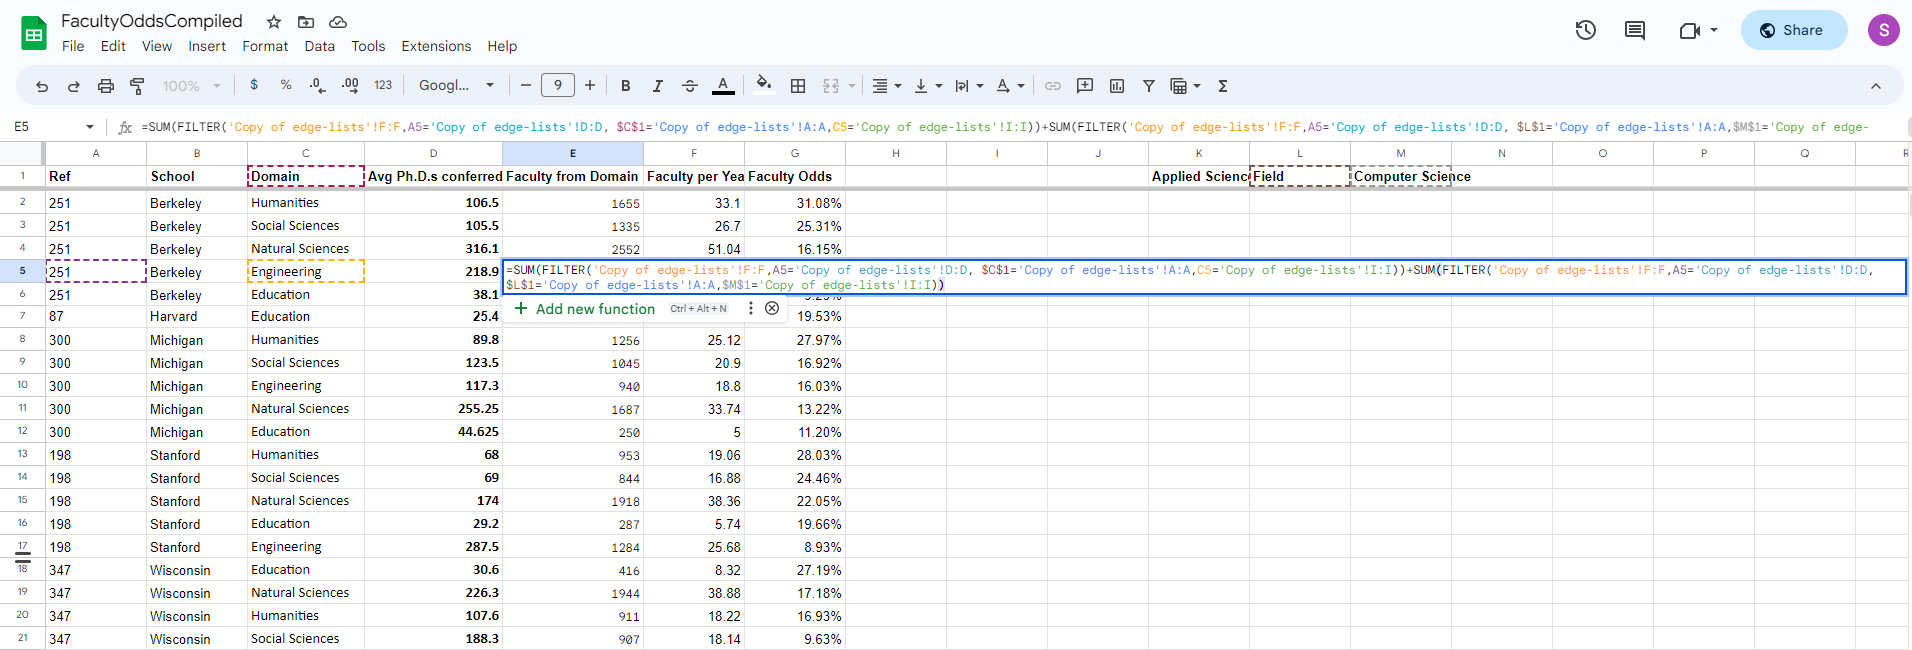 FacultyOddsCompiled
File Edit View Insert Format Data Tools Extensions Help
Share
S
100% $ % .0 .00 123 Googl... 9 B I A
E5 fx =SUM(FILTER('Copy of edge-lists'!F:F,A5='Copy of edge-lists'!D:D, $C$1='Copy of edge-lists'!A:A,C5='Copy of edge-lists'!I:I))+SUM(FILTER('Copy of edge-lists'!F:F,A5='Copy of edge-lists'!D:D, $L$1='Copy of edge-lists'!A:A,$M$1='Copy of edge-
A B C D E F G H I J K L M N O P Q R
1 Ref School Domain Avg Ph.D.s conferred Faculty from Domain Faculty per Yea Faculty Odds Applied Scienc Field Computer Science
2 251 Berkeley Humanities 106.5 1655 33.1 31.08%
3 251 Berkeley Social Sciences 105.5 1335 26.7 25.31%
4 251 Berkeley Natural Sciences 316.1 2552 51.04 16.15%
5 251 Berkeley Engineering 218.9 =SUM(FILTER('Copy of edge-lists'!F:F,A5='Copy of edge-lists'!D:D, $C$1='Copy of edge-lists'!A:A,C5='Copy of edge-lists'!I:I))+SUM(FILTER('Copy of edge-lists'!F:F,A5='Copy of edge-lists'!D:D,
$L$1='Copy of edge-lists'!A:A,$M$1='Copy of edge-lists'!I:I))
6 251 Berkeley Education 38.1
Add new function Ctrl + Alt + N
7 87 Harvard Education 25.4 19.53%
8 300 Michigan Humanities 89.8 1256 25.12 27.97%
9 300 Michigan Social Sciences 123.5 1045 20.9 16.92%
10 300 Michigan Engineering 117.3 940 18.8 16.03%
11 300 Michigan Natural Sciences 255.25 1687 33.74 13.22%
12 300 Michigan Education 44.625 250 5 11.20%
13 198 Stanford Humanities 68 953 19.06 28.03%
14 198 Stanford Social Sciences 69 844 16.88 24.46%
15 198 Stanford Natural Sciences 174 1918 38.36 22.05%
16 198 Stanford Education 29.2 287 5.74 19.66%
17 198 Stanford Engineering 287.5 1284 25.68 8.93%
18 347 Wisconsin Education 30.6 416 8.32 27.19%
19 347 Wisconsin Natural Sciences 226.3 1944 38.88 17.18%
20 347 Wisconsin Humanities 107.6 911 18.22 16.93%
21 347 Wisconsin Social Sciences 188.3 907 18.14 9.63%